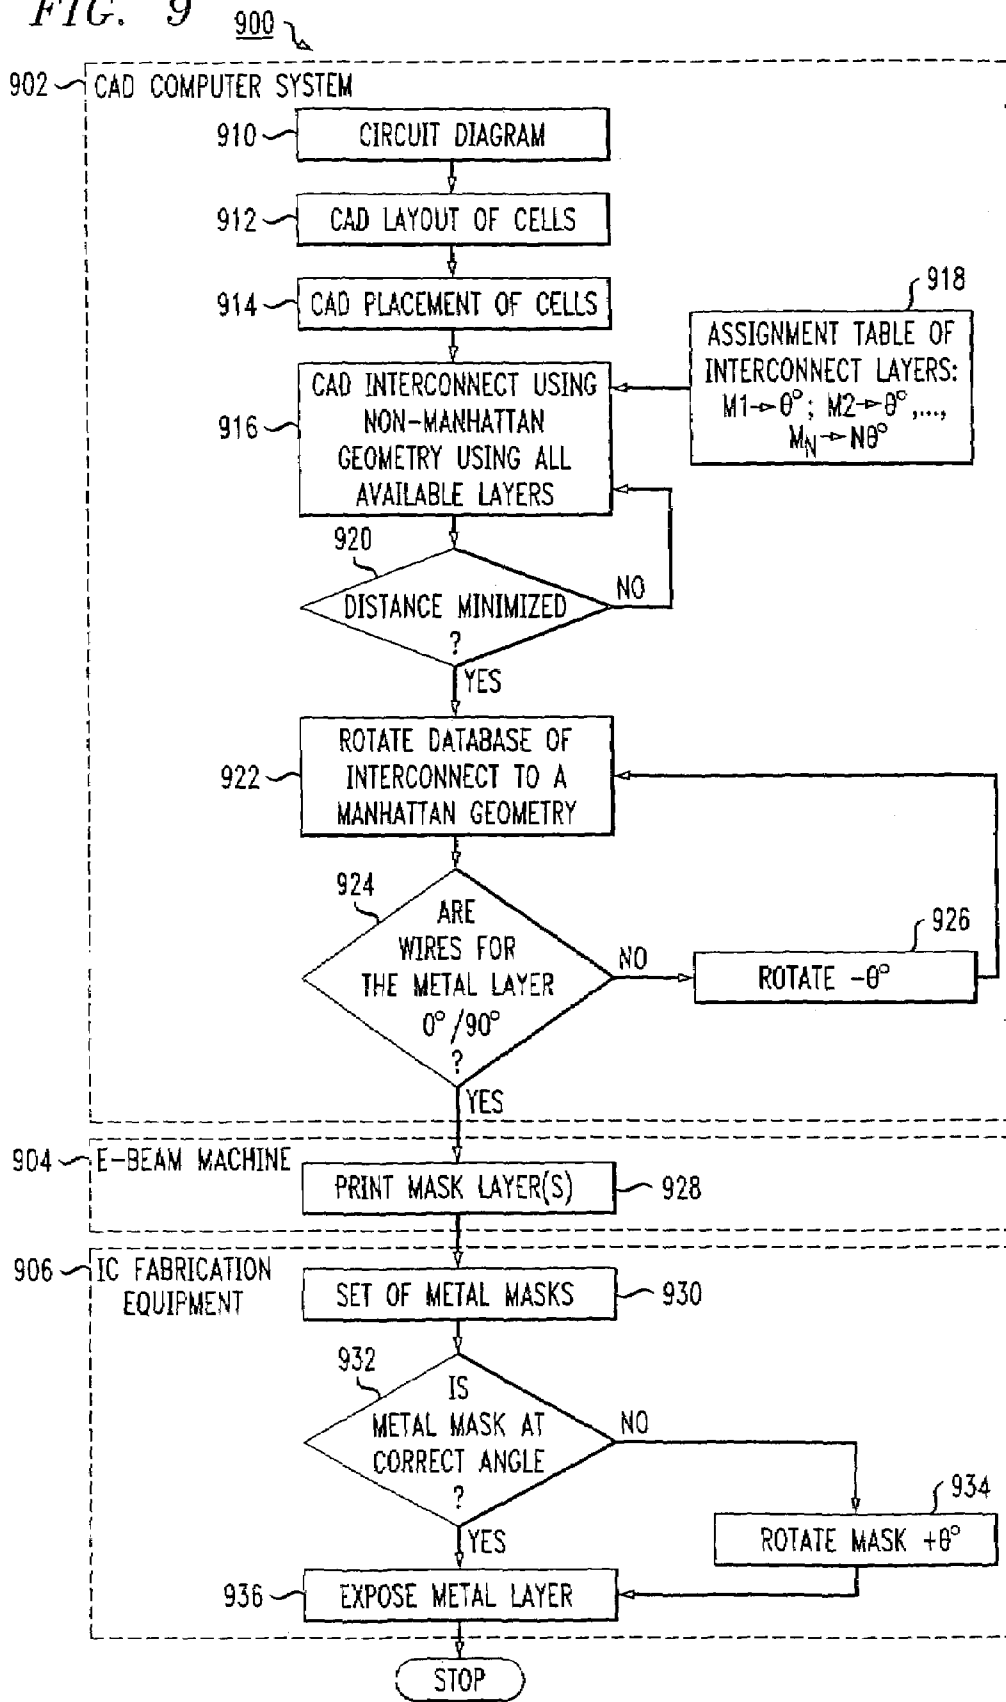 FIG. 9
900
902
CAD COMPUTER SYSTEM
910
CIRCUIT DIAGRAM
912
CAD LAYOUT OF CELLS
914
CAD PLACEMENT OF CELLS
918
ASSIGNMENT TABLE OF
INTERCONNECT LAYERS:
M1→θ°; M2→θ°,...,
M_N→Nθ°
916
CAD INTERCONNECT USING
NON-MANHATTAN
GEOMETRY USING ALL
AVAILABLE LAYERS
920
DISTANCE MINIMIZED
?
NO
YES
922
ROTATE DATABASE OF
INTERCONNECT TO A
MANHATTAN GEOMETRY
924
ARE
WIRES FOR
THE METAL LAYER
0°/90°
?
NO
926
ROTATE -θ°
YES
904
E-BEAM MACHINE
PRINT MASK LAYER(S)
928
906
IC FABRICATION
EQUIPMENT
SET OF METAL MASKS
930
932
IS
METAL MASK AT
CORRECT ANGLE
?
NO
934
ROTATE MASK +θ°
YES
936
EXPOSE METAL LAYER
STOP